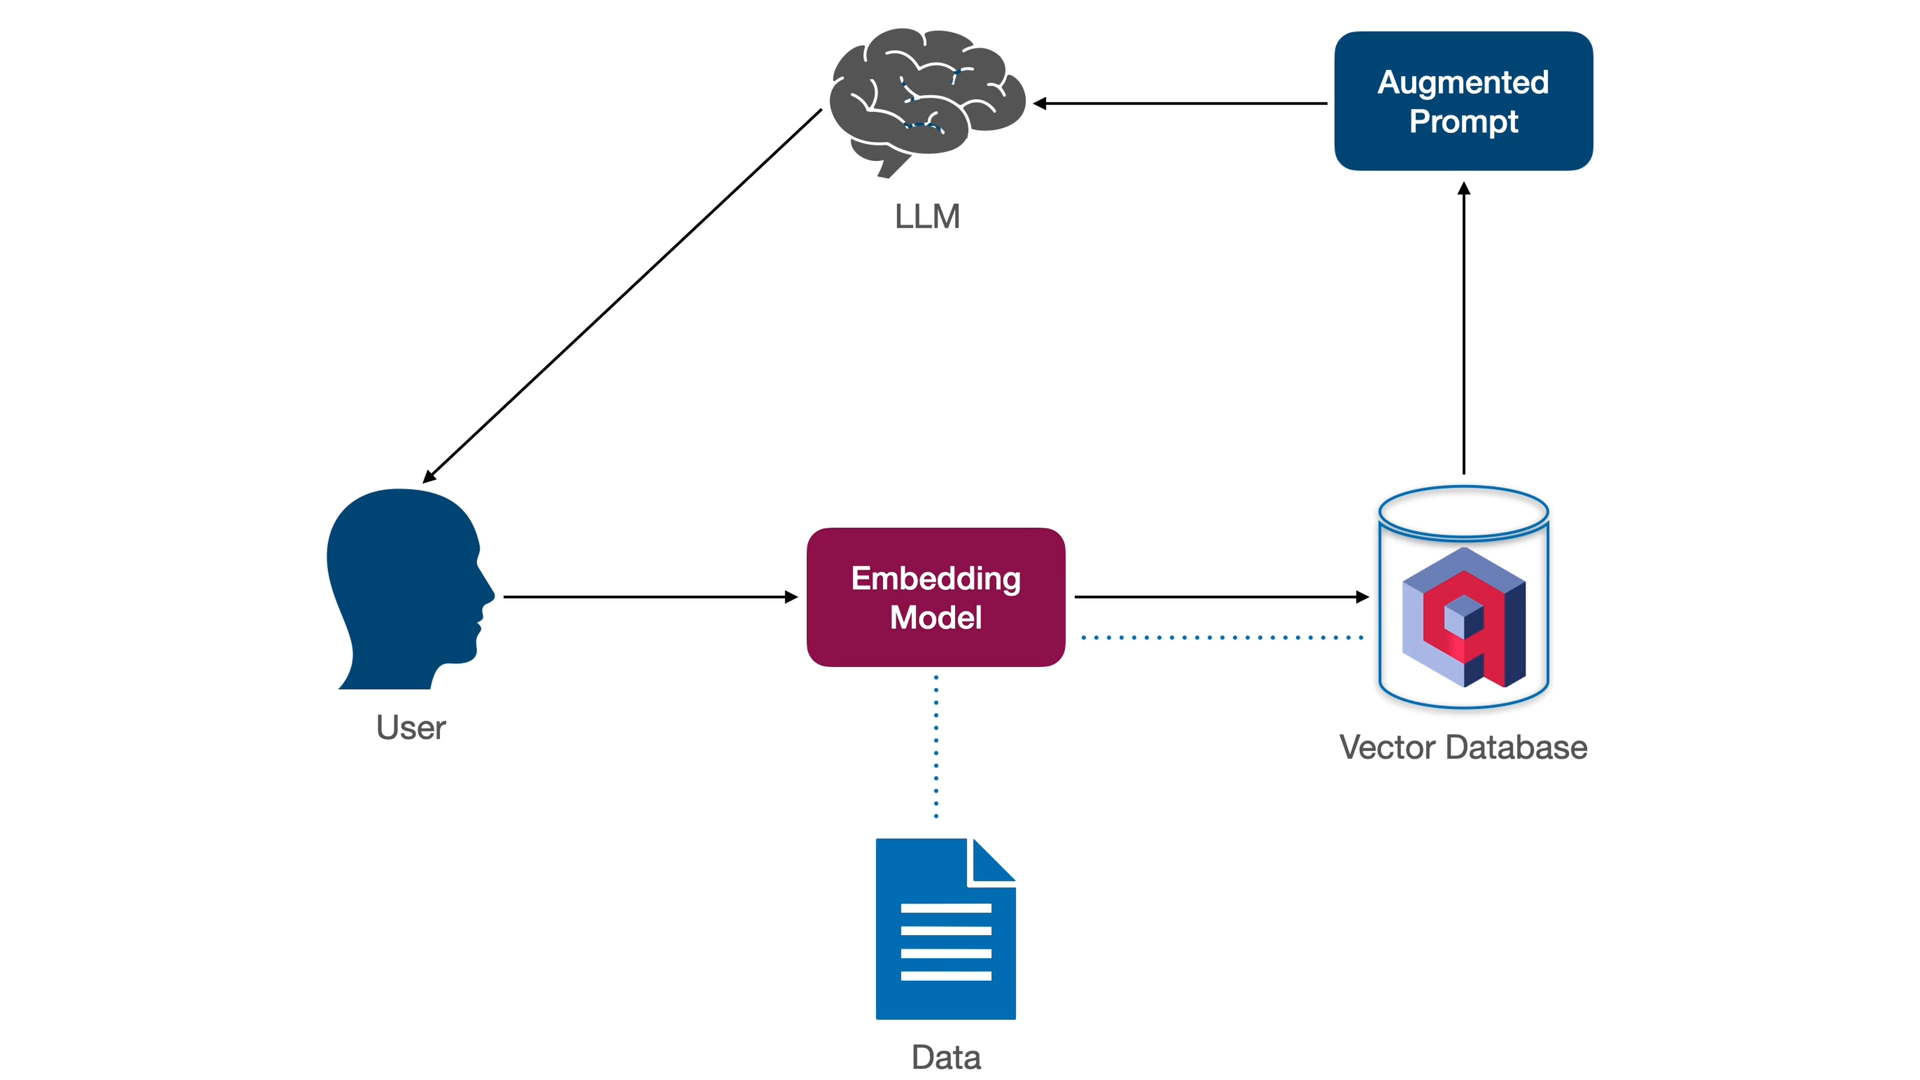 Augmented
Prompt
LLM
Embedding
Model
User
Vector Database
Data